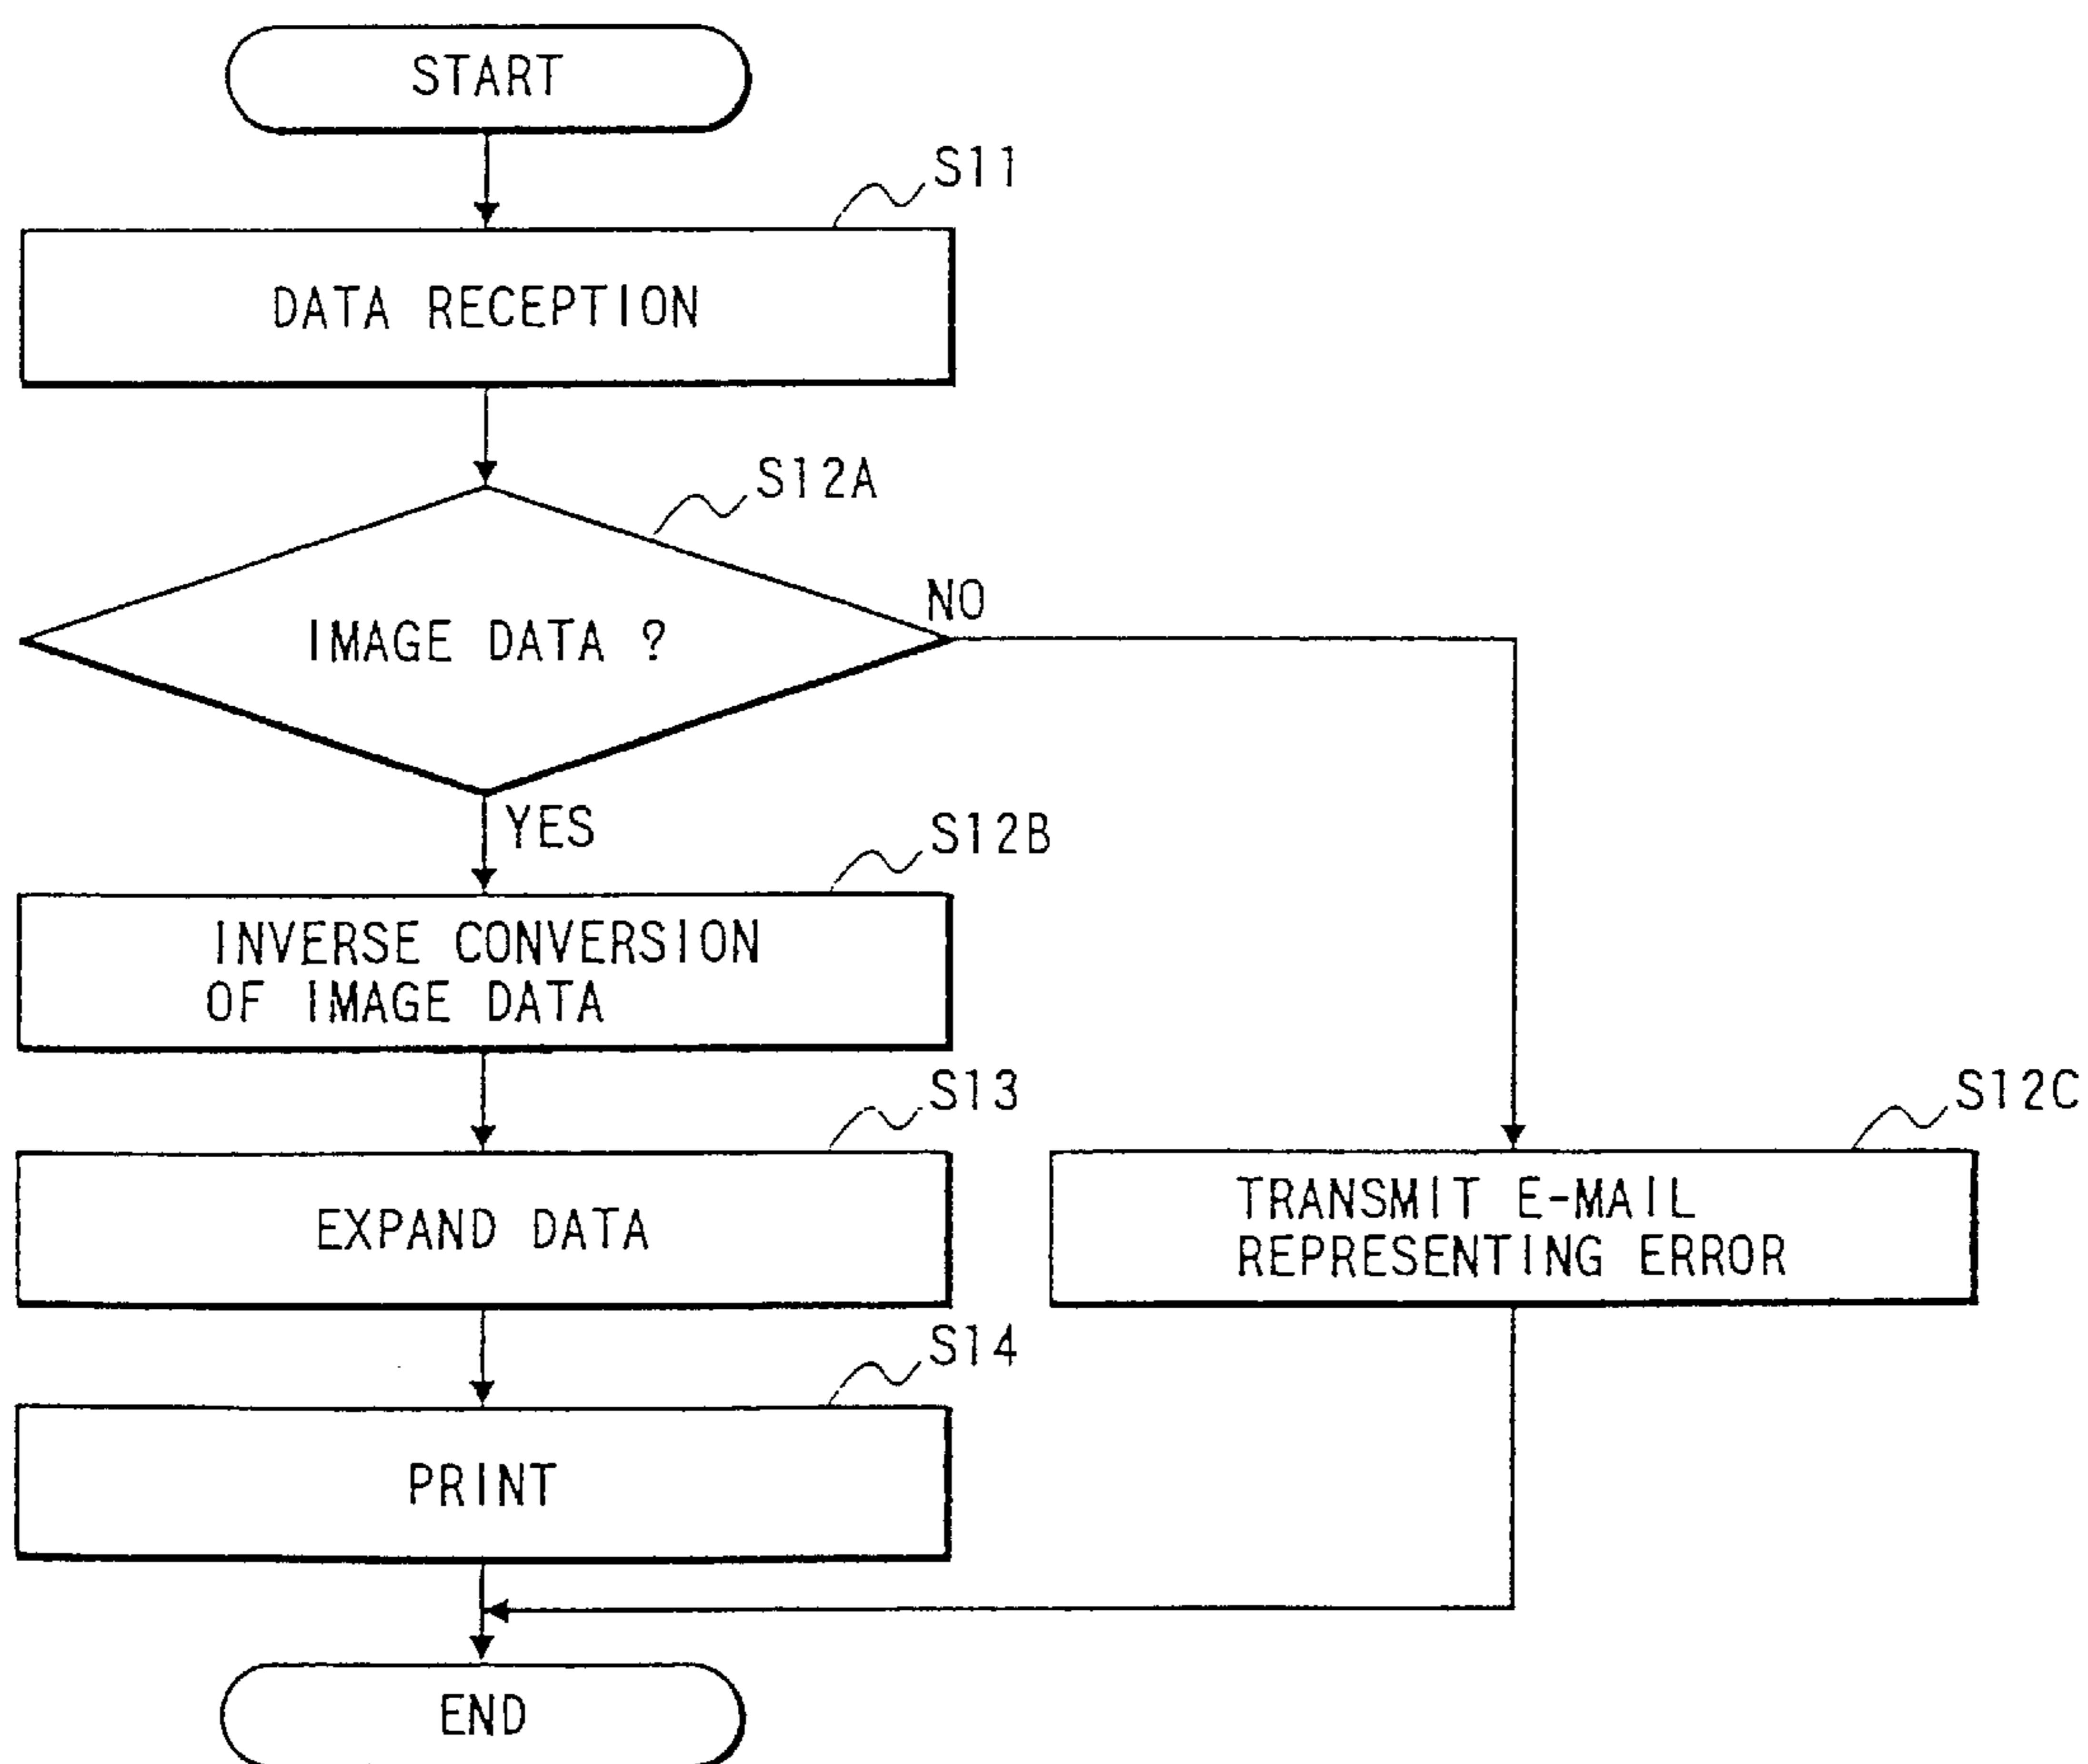 START
S11
DATA RECEPTION
S12A
IMAGE DATA ?
NO
YES
S12B
INVERSE CONVERSION
OF IMAGE DATA
S13
EXPAND DATA
S12C
TRANSMIT E-MAIL
REPRESENTING ERROR
S14
PRINT
END